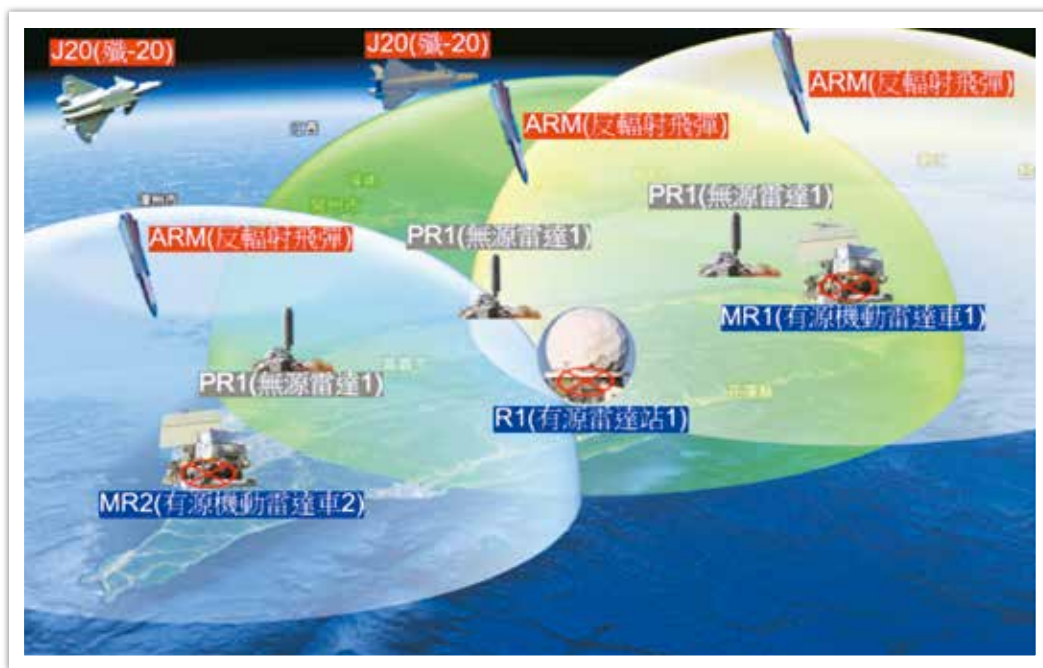 J20(殲-20)
J20(殲-20)
ARM(反輻射飛彈)
ARM(反輻射飛彈)
PR1(無源雷達1)
ARM(反輻射飛彈)
PR1(無源雷達1)
MR1(有源機動雷達車1)
PR1(無源雷達1)
R1(有源雷達站1)
MR2(有源機動雷達車2)